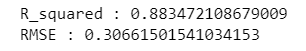 R_squared : 0.883472108679009
RMSE : 0.30661501541034153